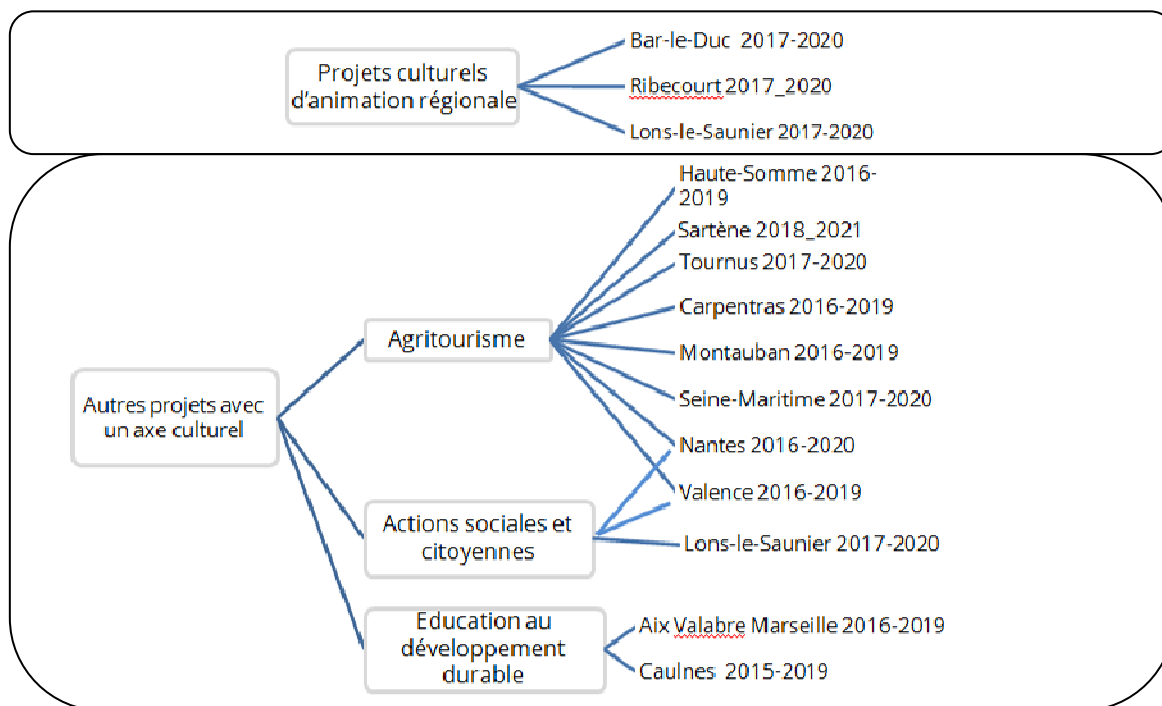 Projets culturels
d'animation régionale
Bar-le-Duc 2017-2020
Ribecourt 2017_2020
Lons-le-Saunier 2017-2020
Autres projets avec
un axe culturel
Agritourisme
Haute-Somme 2016-
2019
Sartène 2018_2021
Tournus 2017-2020
Carpentras 2016-2019
Montauban 2016-2019
Seine-Maritime 2017-2020
Nantes 2016-2020
Valence 2016-2019
Actions sociales et
citoyennes
Lons-le-Saunier 2017-2020
Education au
développement
durable
Aix Valabre Marseille 2016-2019
Caulnes 2015-2019